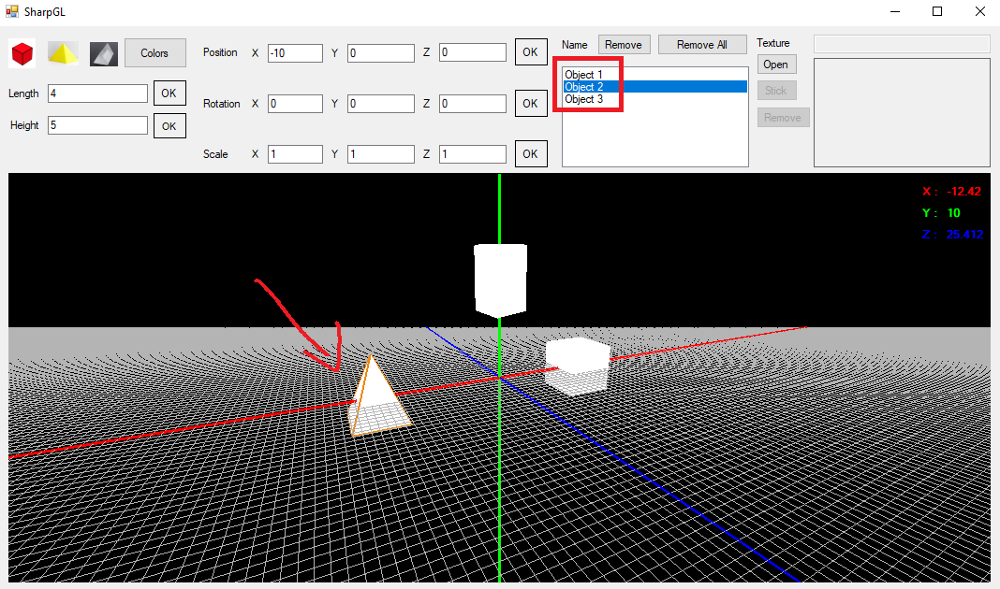 SharpGL
Colors
Length 4 OK
Height 5 OK
Position X -10 Y 0 Z 0 OK
Rotation X 0 Y 0 Z 0 OK
Scale X 1 Y 1 Z 1 OK
Name Remove Remove All
Object 1
Object 2
Object 3
Texture
Open
Stick
Remove
X : -12.42
Y : 10
Z : 25.412